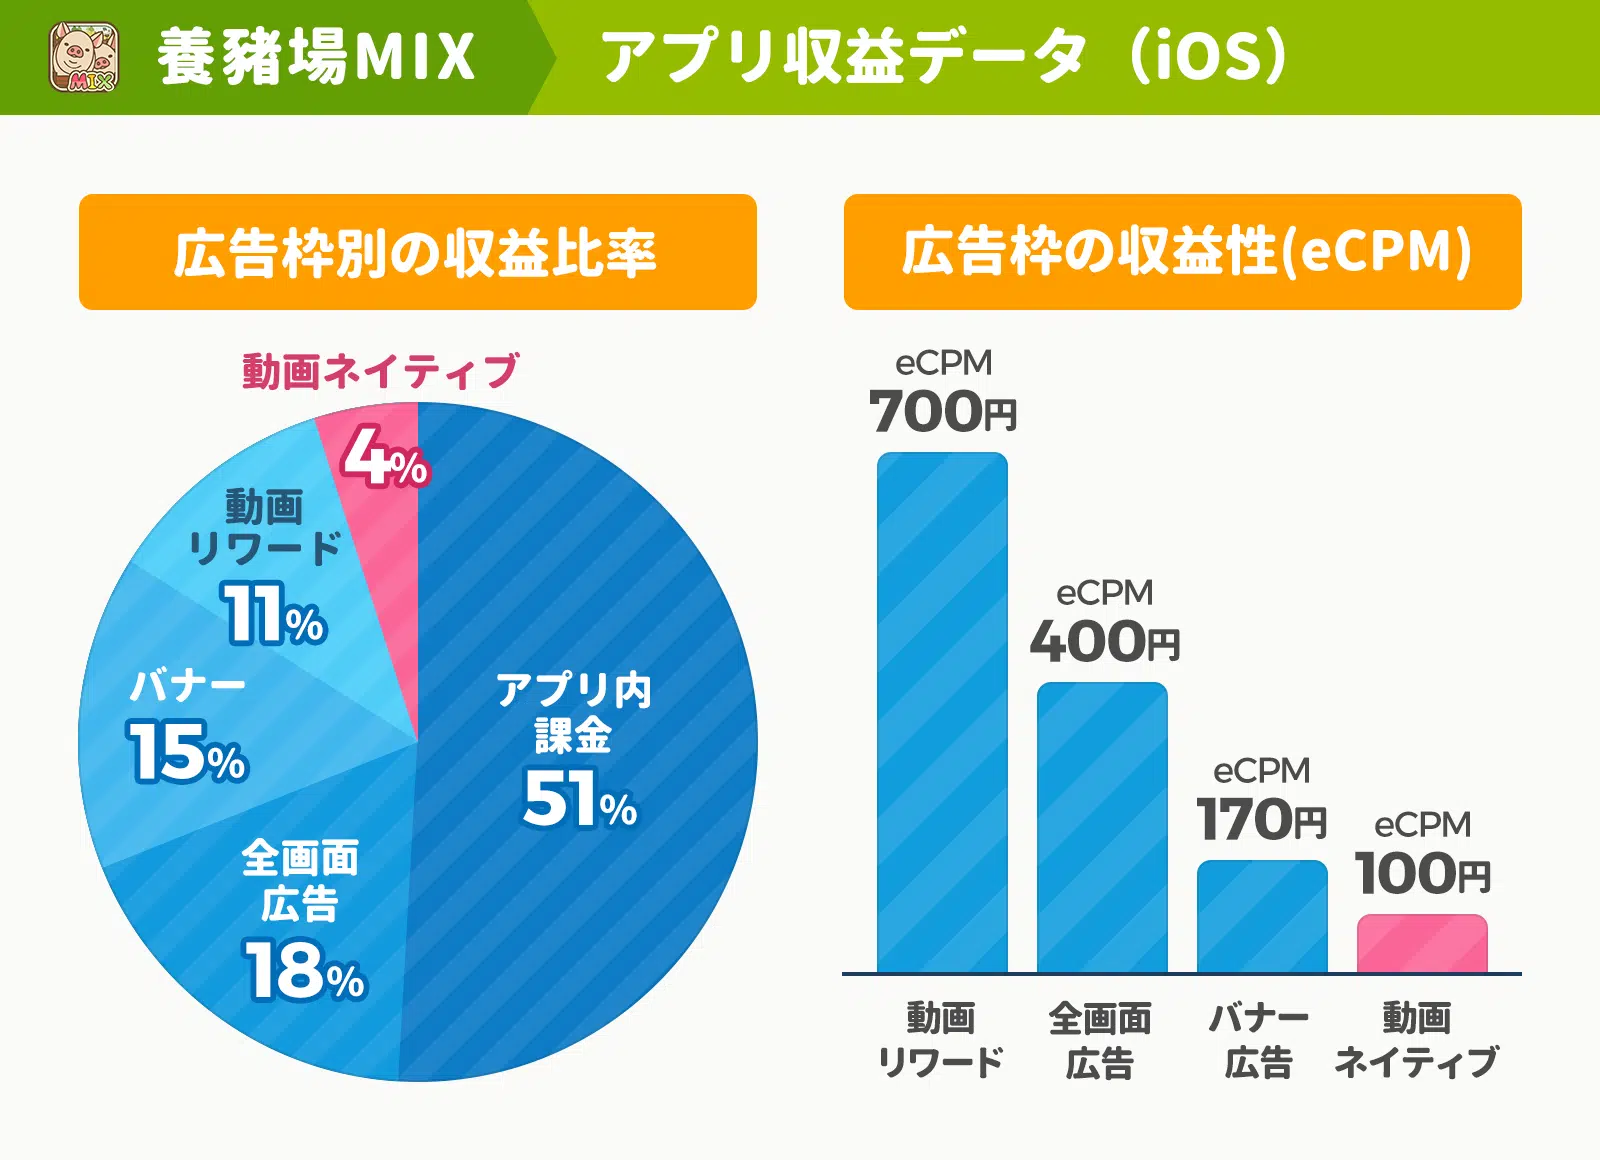 MIX
養豬場MIX
アプリ収益データ（iOS）
広告枠別の収益比率
動画ネイティブ
4%
動画
リワード
11%
バナー
15%
全画面
広告
18%
アプリ内
課金
51%
広告枠の収益性(eCPM)
eCPM
700円
eCPM
400円
eCPM
170円
eCPM
100円
動画
リワード
全画面
広告
バナー
広告
動画
ネイティブ